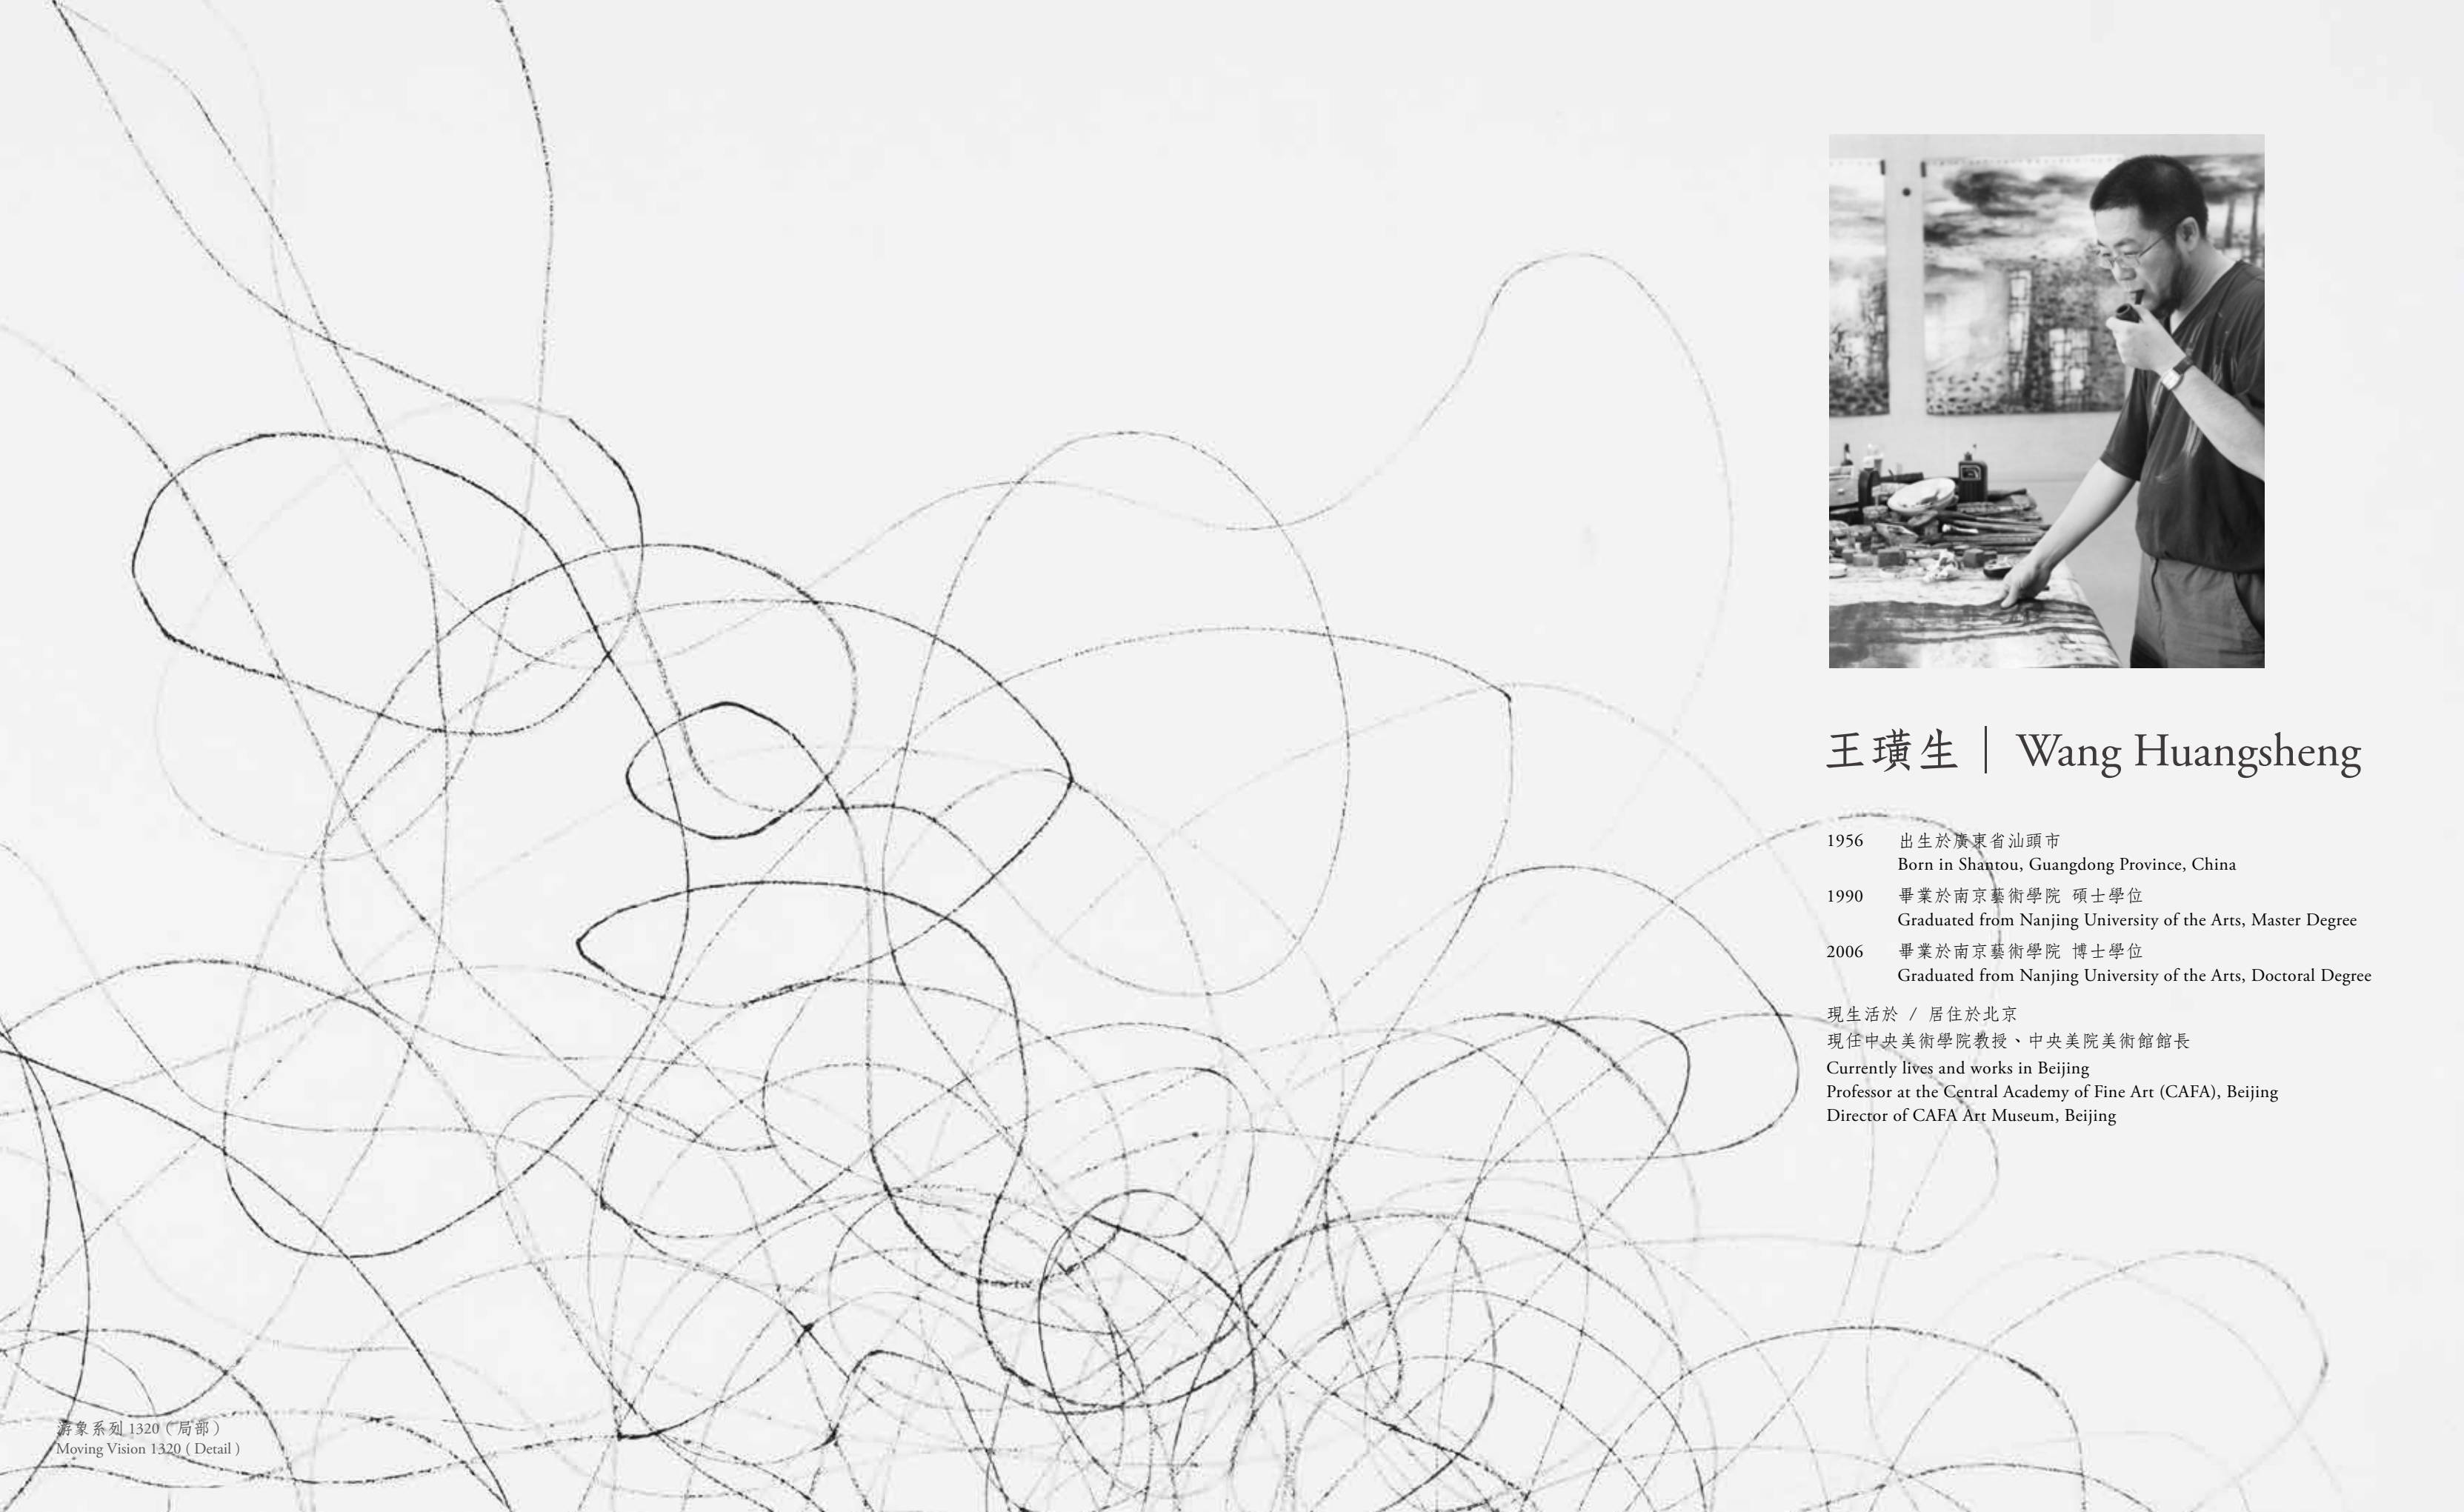 王璜生 | Wang Huangsheng
1956 出生於廣東省汕頭市
Born in Shantou, Guangdong Province, China
1990 畢業於南京藝術學院 碩士學位
Graduated from Nanjing University of the Arts, Master Degree
2006 畢業於南京藝術學院 博士學位
Graduated from Nanjing University of the Arts, Doctoral Degree
現生活於 / 居住於北京
現任中央美術學院教授、中央美院美術館館長
Currently lives and works in Beijing
Professor at the Central Academy of Fine Art (CAFA), Beijing
Director of CAFA Art Museum, Beijing
游象系列 1320（局部）
Moving Vision 1320 ( Detail )